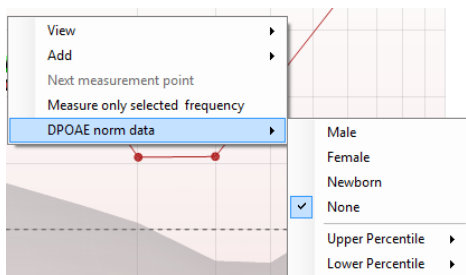 View
Add
Next measurement point
Measure only selected frequency
DPOAE norm data
Male
Female
Newborn
None
Upper Percentile
Lower Percentile